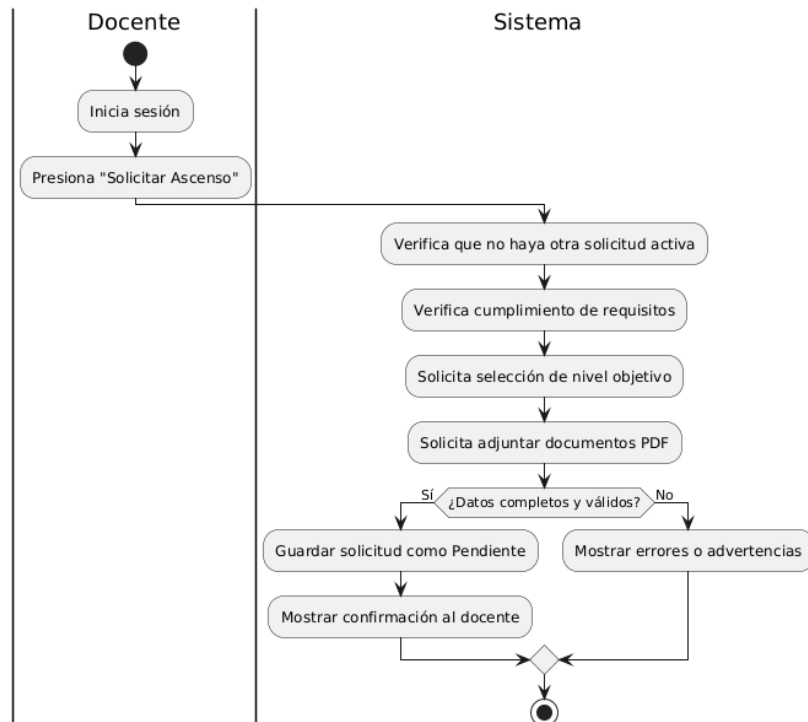 Docente
Sistema
Inicia sesión
Presiona "Solicitar Ascenso"
Verifica que no haya otra solicitud activa
Verifica cumplimiento de requisitos
Solicita selección de nivel objetivo
Solicita adjuntar documentos PDF
¿Datos completos y válidos?
Sí
No
Guardar solicitud como Pendiente
Mostrar errores o advertencias
Mostrar confirmación al docente